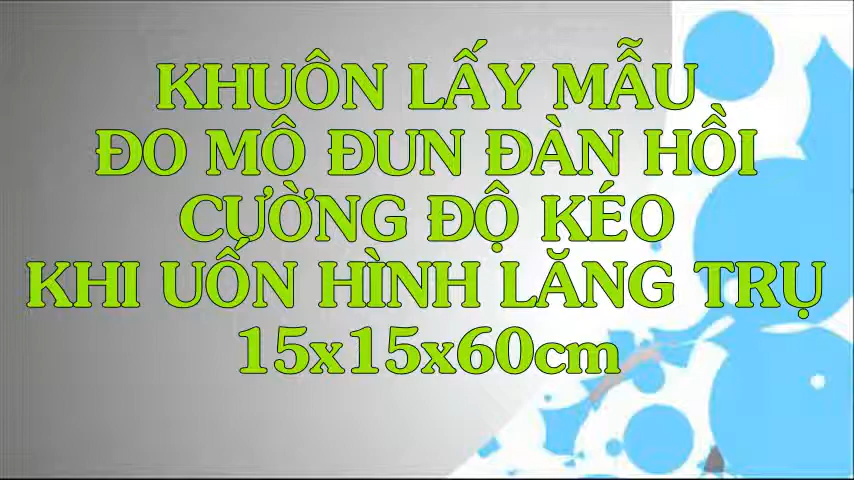 KHUÔN LẤY MẪU
ĐO MÔ ĐUN ĐÀN HỒI
CƯỜNG ĐỘ KÉO
KHI UỐN HÌNH LĂNG TRỤ
15x15x60cm